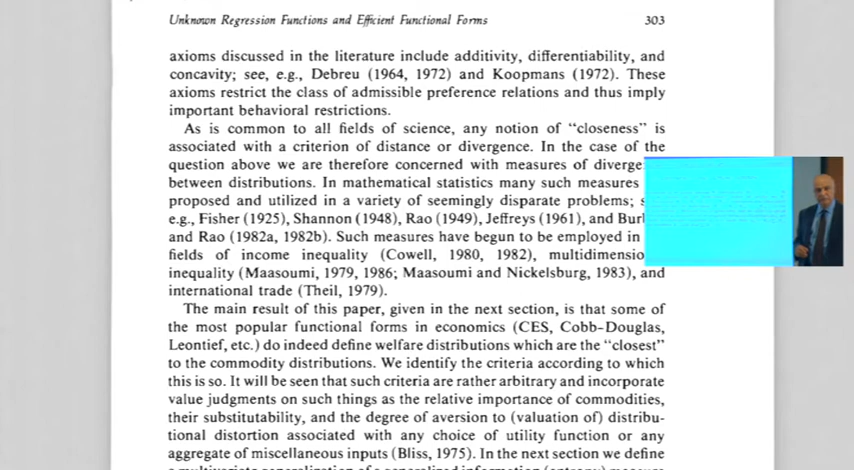 Unknown Regression Functions and Efficient Functional Forms 303
axioms discussed in the literature include additivity, differentiability, and
concavity; see, e.g., Debreu (1964, 1972) and Koopmans (1972). These
axioms restrict the class of admissible preference relations and thus imply
important behavioral restrictions.
As is common to all fields of science, any notion of "closeness" is
associated with a criterion of distance or divergence. In the case of the
question above we are therefore concerned with measures of diverge
between distributions. In mathematical statistics many such measures
proposed and utilized in a variety of seemingly disparate problems;
e.g., Fisher (1925), Shannon (1948), Rao (1949), Jeffreys (1961), and Bur
and Rao (1982a, 1982b). Such measures have begun to be employed in
fields of income inequality (Cowell, 1980, 1982), multidimensio
inequality (Maasoumi, 1979, 1986; Maasoumi and Nickelsburg, 1983), and
international trade (Theil, 1979).
The main result of this paper, given in the next section, is that some of
the most popular functional forms in economics (CES, Cobb-Douglas,
Leontief, etc.) do indeed define welfare distributions which are the "closest"
to the commodity distributions. We identify the criteria according to which
this is so. It will be seen that such criteria are rather arbitrary and incorporate
value judgments on such things as the relative importance of commodities,
their substitutability, and the degree of aversion to (valuation of) distribu-
tional distortion associated with any choice of utility function or any
aggregate of miscellaneous inputs (Bliss, 1975). In the next section we define